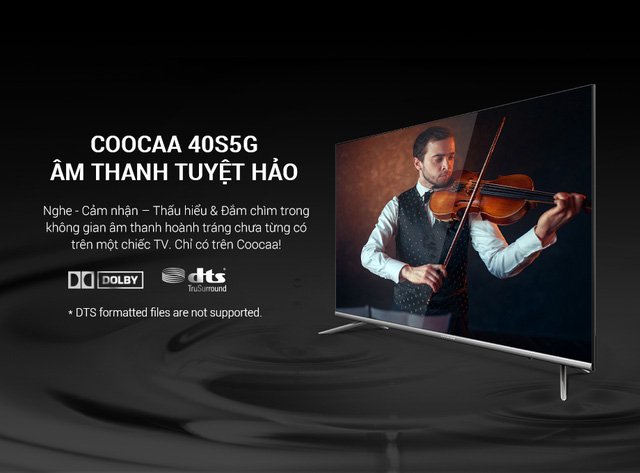 COOCAA 40S5G
ÂM THANH TUYỆT HẢO
Nghe - Cảm nhận – Thấu hiểu & Đắm chìm trong
không gian âm thanh hoành tráng chưa từng có
trên một chiếc TV. Chỉ có trên Coocaa!
DOLBY
dts
TruSurround
* DTS formatted files are not supported.